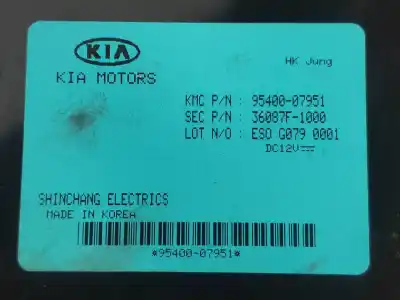 KIA
HK Jung
KIA MOTORS
KMC P/N : 95400-07951
SEC P/N : 36087F-1000
LOT N/O : ESO G079 0001
DC12V
SHINCHANG ELECTRICS
MADE IN KOREA
*95400-07951*